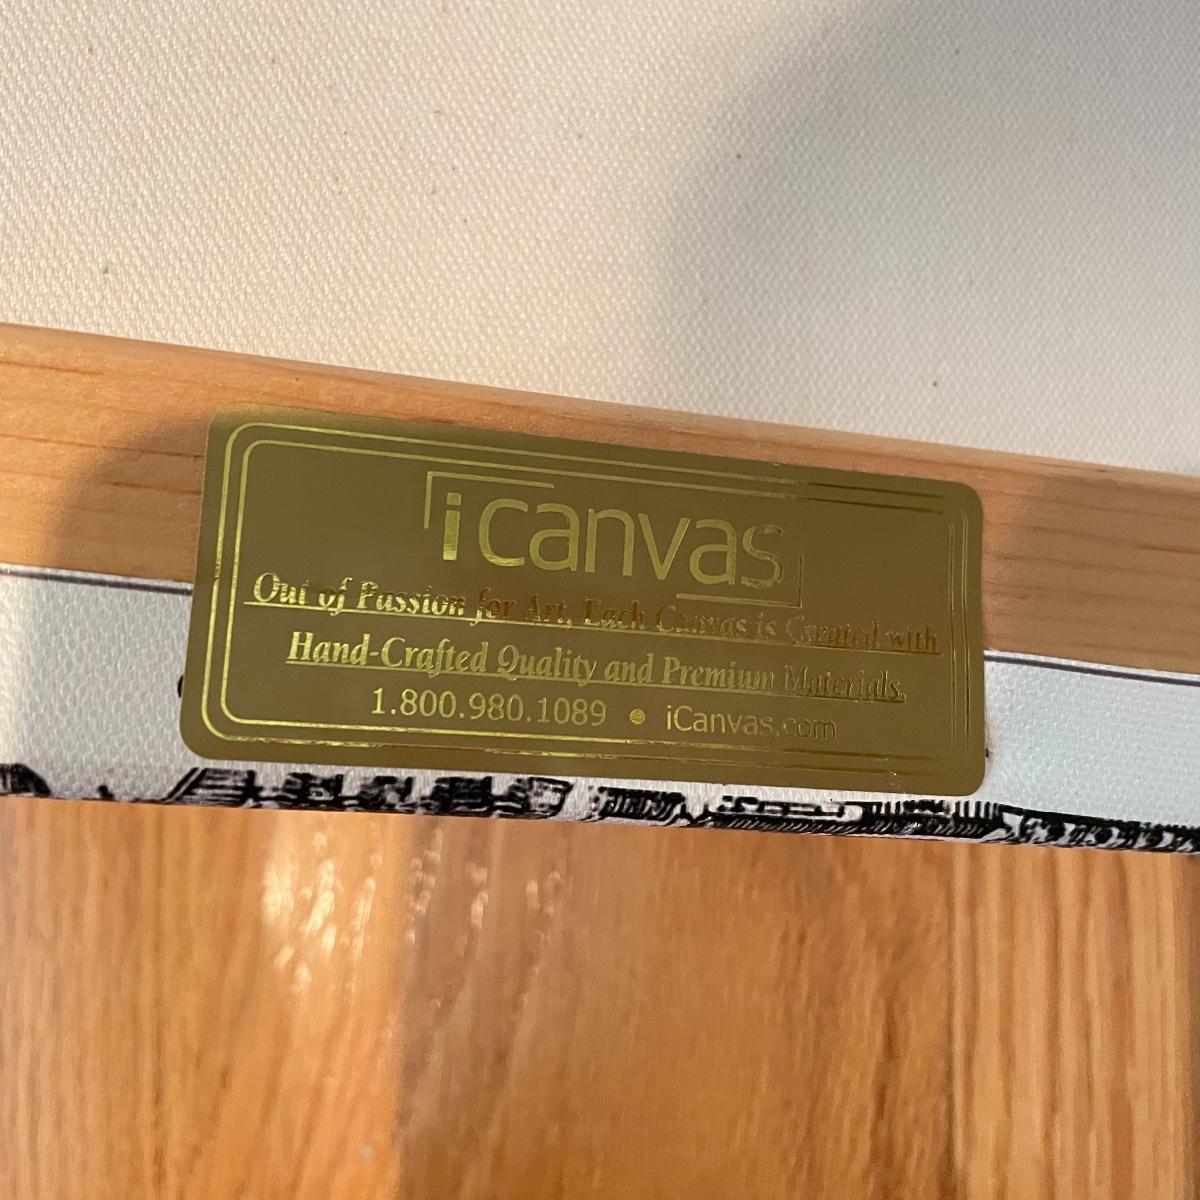 iCanvas
Out of Passion for Art, Each Canvas is Created with
Hand-Crafted Quality and Premium Materials.
1.800.980.1089 • iCanvas.com